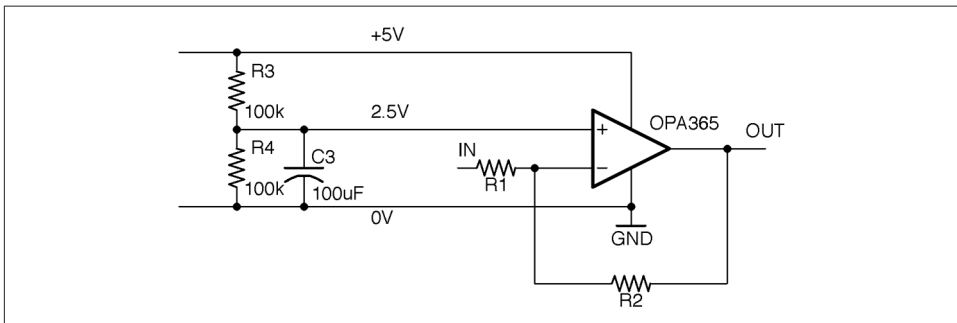 +5V
R3
100k
2.5V
OPA365
+
OUT
R4
C3
IN
−
100k
100uF
R1
0V
GND
R2